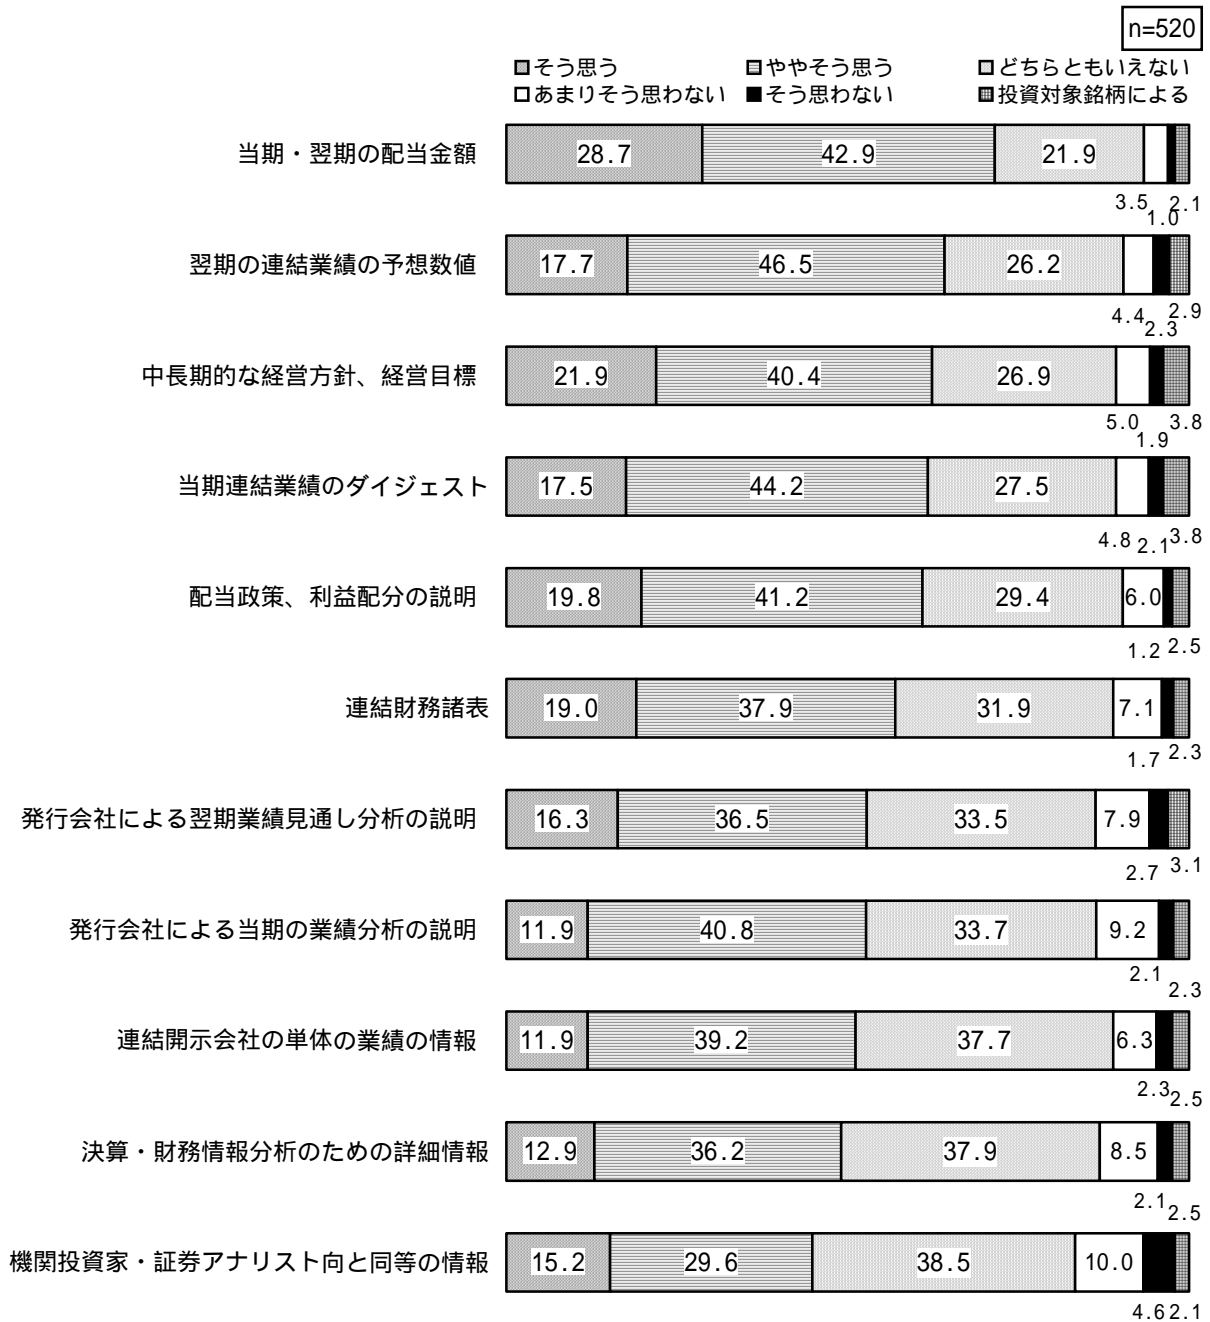 n=520
そう思う ややそう思う どちらともいえない
あまりそう思わない そう思わない 投資対象銘柄による
当期・翌期の配当金額 28.7 42.9 21.9
3.5 1.0 2.1
翌期の連結業績の予想数値 17.7 46.5 26.2
4.4 2.3 2.9
中長期的な経営方針、経営目標 21.9 40.4 26.9
5.0 1.9 3.8
当期連結業績のダイジェスト 17.5 44.2 27.5
4.8 2.1 3.8
配当政策、利益配分の説明 19.8 41.2 29.4 6.0
1.2 2.5
連結財務諸表 19.0 37.9 31.9 7.1
1.7 2.3
発行会社による翌期業績見通し分析の説明 16.3 36.5 33.5 7.9
2.7 3.1
発行会社による当期の業績分析の説明 11.9 40.8 33.7 9.2
2.1 2.3
連結開示会社の単体の業績の情報 11.9 39.2 37.7 6.3
2.3 2.5
決算・財務情報分析のための詳細情報 12.9 36.2 37.9 8.5
2.1 2.5
機関投資家・証券アナリスト向と同等の情報 15.2 29.6 38.5 10.0
4.6 2.1